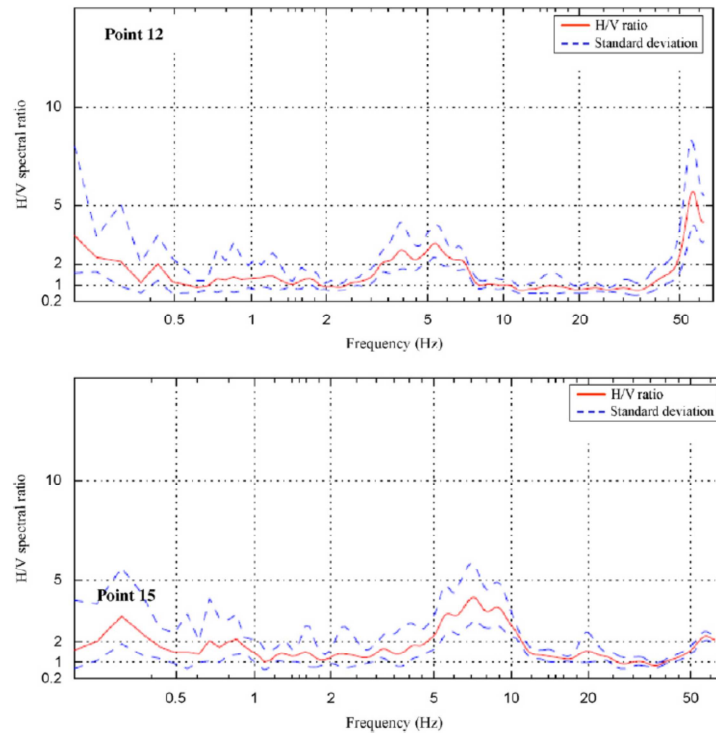 Point 12
H/V ratio
Standard deviation
H/V spectral ratio
10
5
2
1
0.2
0.5 1 2 5 10 20 50
Frequency (Hz)
H/V ratio
Standard deviation
H/V spectral ratio
10
5
Point 15
2
1
0.2
0.5 1 2 5 10 20 50
Frequency (Hz)